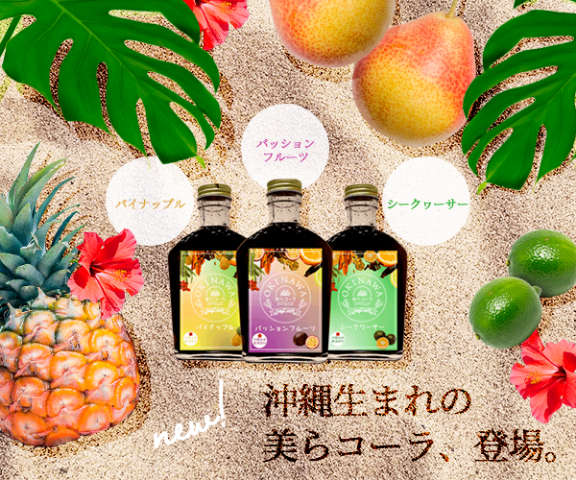 パッション
フルーツ
パイナップル
シークヮーサー
OKINAWA
OKINAWA
OKINAWA
パイナップル
パッションフルーツ
シークヮーサー
new!
沖縄生まれの
美らコーラ、登場。